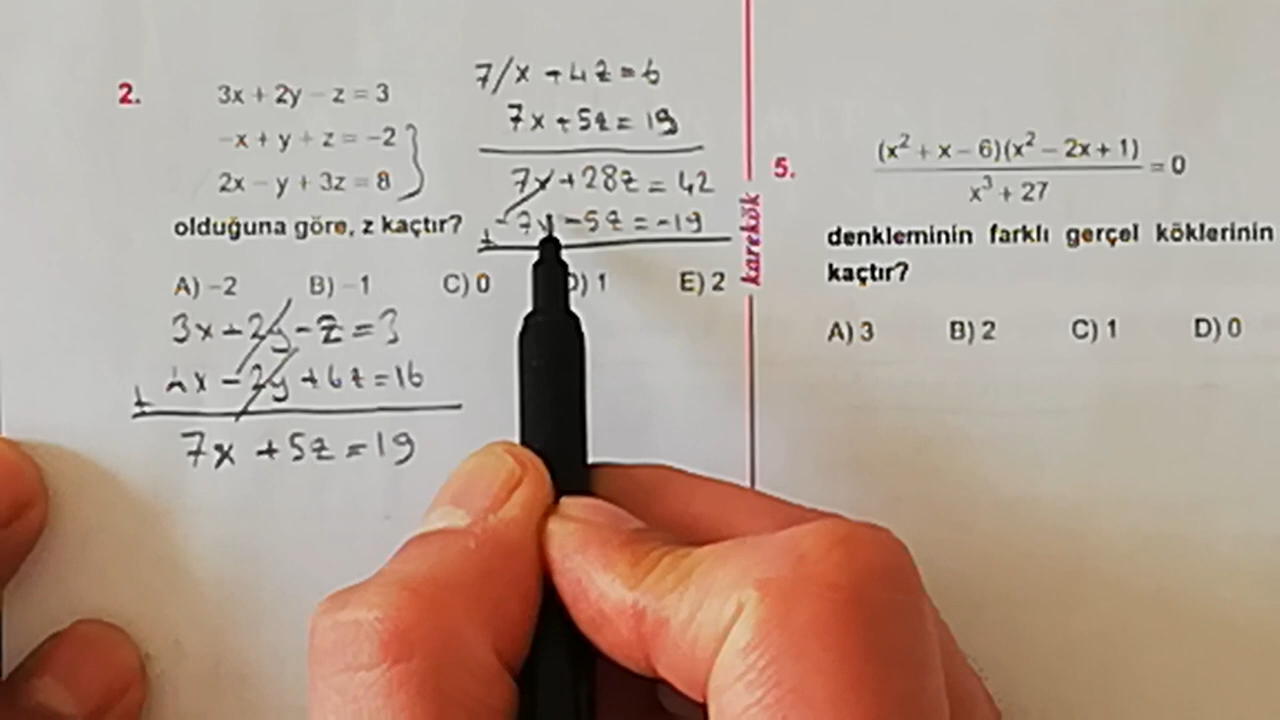 2.
3x + 2y - z = 3
-x + y + z = -2
2x - y + 3z = 8
olduğuna göre, z kaçtır?
A) -2 B) -1 C) 0 D) 1 E) 2
3x + 2y - z = 3
4x - 2y + 6z = 16
+
7x + 5z = 19
7/x + 4z = 6
7x + 5z = 19
7x + 28z = 42
-7x - 5z = -19
+
karekök
5.
(x² + x - 6)(x² - 2x + 1)
= 0
x³ + 27
denkleminin farklı gerçel köklerinin
kaçtır?
A) 3 B) 2 C) 1 D) 0